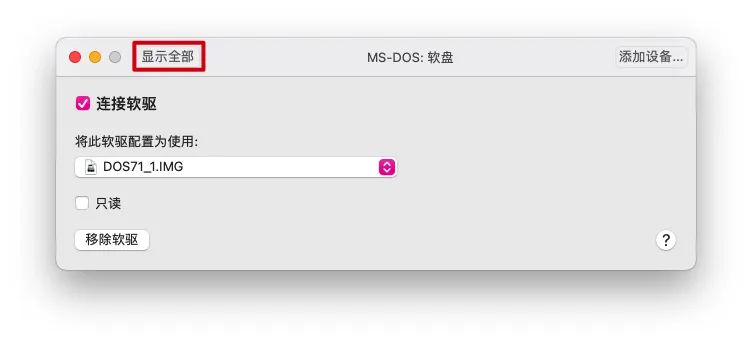 显示全部
MS-DOS: 软盘
添加设备...
连接软驱
将此软驱配置为使用:
DOS71_1.IMG
只读
移除软驱
?